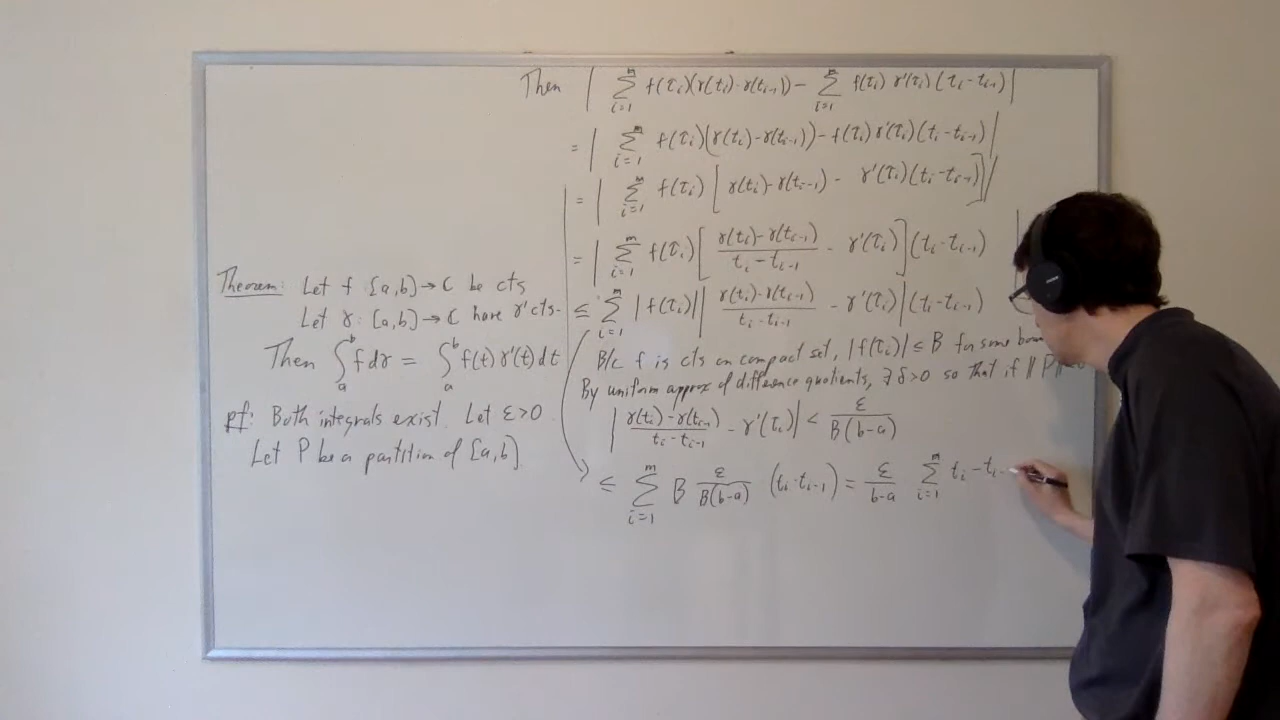 Theorem: Let f: [a,b] → C be cts
Let γ: [a,b] → C have γ' cts.
Then ∫_a^b f dγ = ∫_a^b f(t) γ'(t) dt
pf: Both integrals exist. Let ε > 0
Let P be a partition of [a,b]
Then | Σ_{i=1}^m f(τ_i)(γ(t_i) - γ(t_{i-1})) - Σ_{i=1}^m f(τ_i) γ'(τ_i) (t_i - t_{i-1}) |
= | Σ_{i=1}^m f(τ_i)(γ(t_i) - γ(t_{i-1})) - f(τ_i) γ'(τ_i) (t_i - t_{i-1}) |
= | Σ_{i=1}^m f(τ_i) [ γ(t_i) - γ(t_{i-1}) - γ'(τ_i) (t_i - t_{i-1}) ] |
= | Σ_{i=1}^m f(τ_i) [ (γ(t_i) - γ(t_{i-1})) / (t_i - t_{i-1}) - γ'(τ_i) ] (t_i - t_{i-1}) |
≤ Σ_{i=1}^m | f(τ_i) | | (γ(t_i) - γ(t_{i-1})) / (t_i - t_{i-1}) - γ'(τ_i) | (t_i - t_{i-1})
B/c f is cts on compact set, |f(τ_i)| ≤ B for some
By uniform approx of difference quotients, ∃ δ > 0 so that if ||P||
| (γ(t_i) - γ(t_{i-1})) / (t_i - t_{i-1}) - γ'(τ_i) | < ε / (B(b-a))
≤ Σ_{i=1}^m B ε / (B(b-a)) (t_i - t_{i-1}) = ε / (b-a) Σ_{i=1}^m t_i - t_{i-